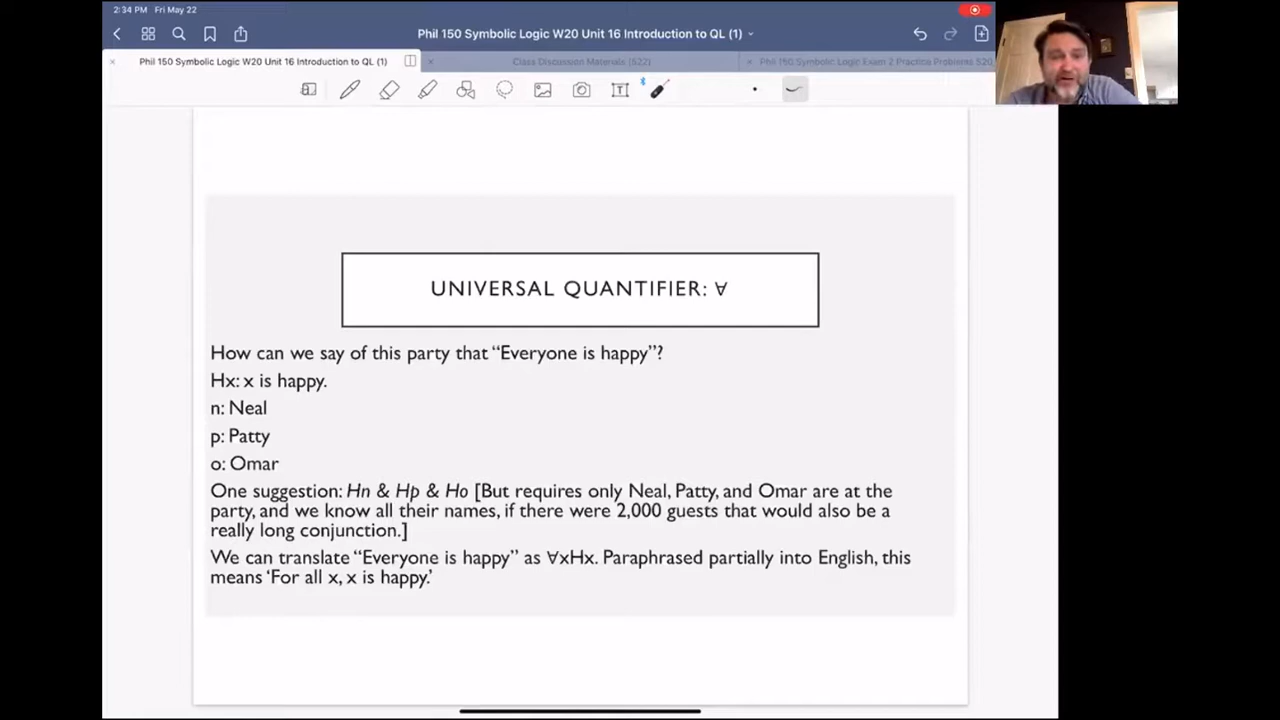 2:34 PM Fri May 22
Phil 150 Symbolic Logic W20 Unit 16 Introduction to QL (1)
Phil 150 Symbolic Logic W20 Unit 16 Introduction to QL (1)
Class Discussion Materials (522)
Phil 150 Symbolic Logic Exam 2 Practice Problems S20
T
UNIVERSAL QUANTIFIER: ∀
How can we say of this party that “Everyone is happy”?
Hx: x is happy.
n: Neal
p: Patty
o: Omar
One suggestion: Hn & Hp & Ho [But requires only Neal, Patty, and Omar are at the
party, and we know all their names, if there were 2,000 guests that would also be a
really long conjunction.]
We can translate “Everyone is happy” as ∀xHx. Paraphrased partially into English, this
means ‘For all x, x is happy.’